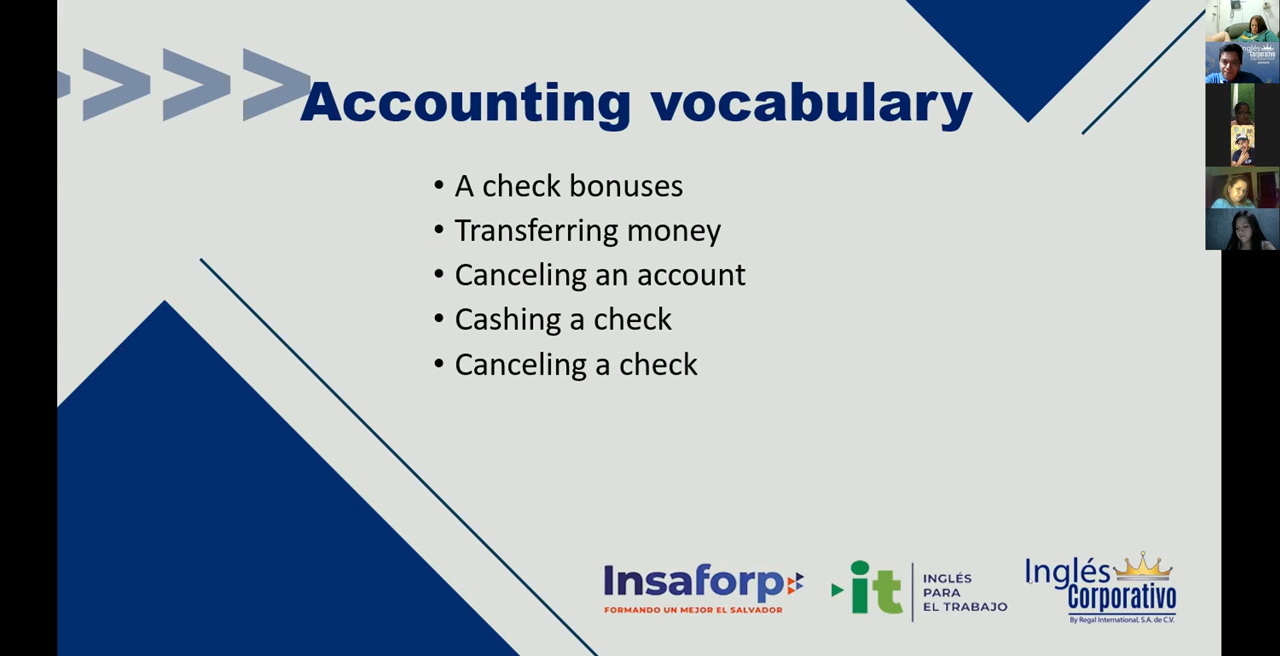 Accounting vocabulary
• A check bonuses
• Transferring money
• Canceling an account
• Cashing a check
• Canceling a check
Insaforp
FORMANDO UN MEJOR EL SALVADOR
it
INGLÉS
PARA
EL TRABAJO
Inglés
Corporativo
By Regal International, S.A. de C.V.